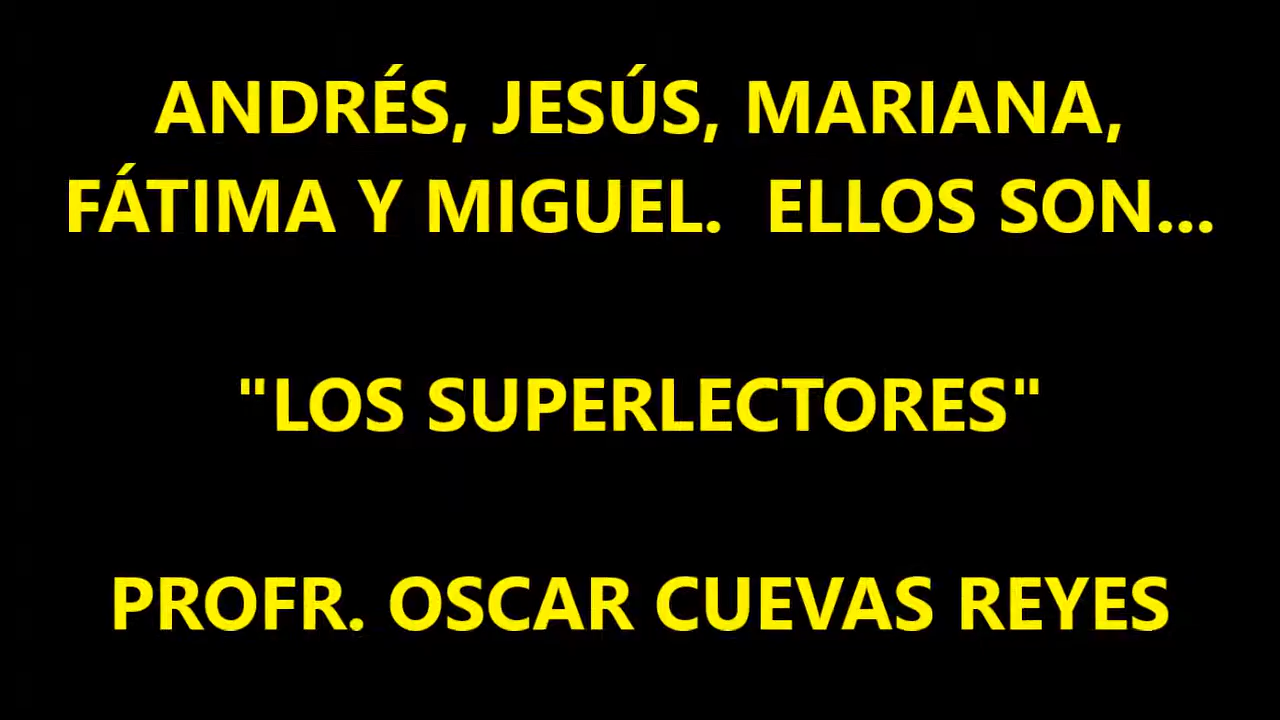 ANDRÉS, JESÚS, MARIANA,
FÁTIMA Y MIGUEL.  ELLOS SON...
"LOS SUPERLECTORES"
PROFR. OSCAR CUEVAS REYES